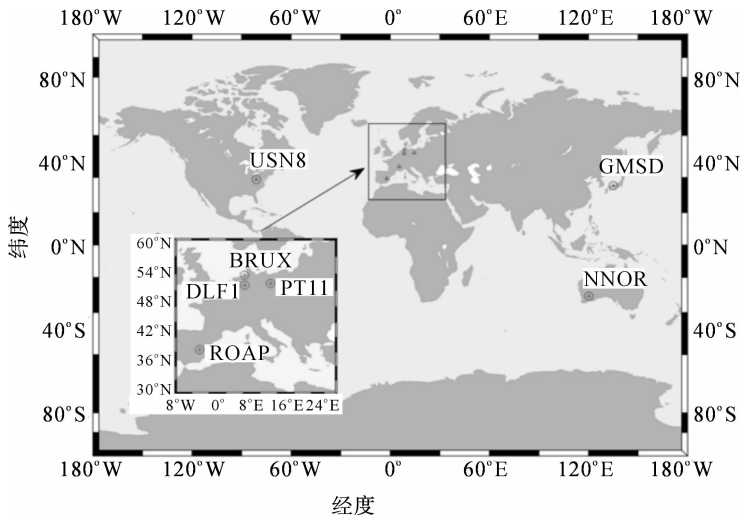 180°W 120°W 60°W 0° 60°E 120°E 180°W
80°N 80°N
USN8
GMSD
40°N 40°N
纬度
0°N 0°N
60°N
BRUX
54°N
DLF1 PT11
NNOR
48°N
42°N
40°S 40°S
ROAP
36°N
30°N
8°W 0° 8°E 16°E 24°E
80°S 80°S
180°W 120°W 60°W 0° 60°E 120°E 180°W
经度